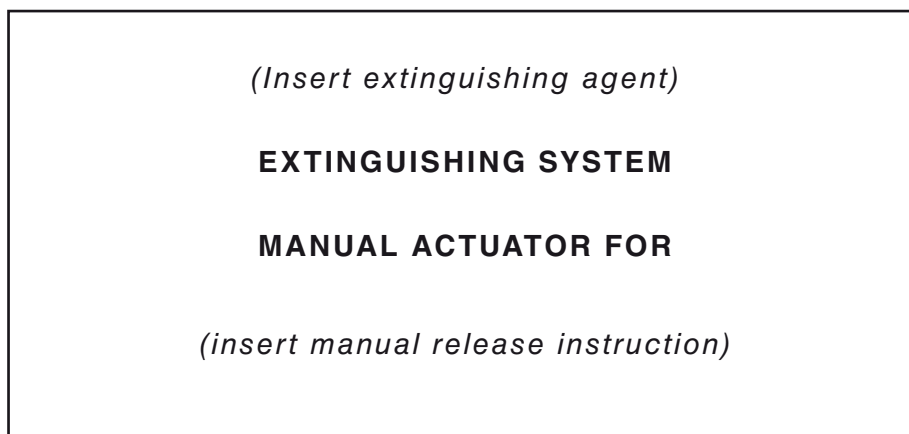 (Insert extinguishing agent)
EXTINGUISHING SYSTEM
MANUAL ACTUATOR FOR
(insert manual release instruction)